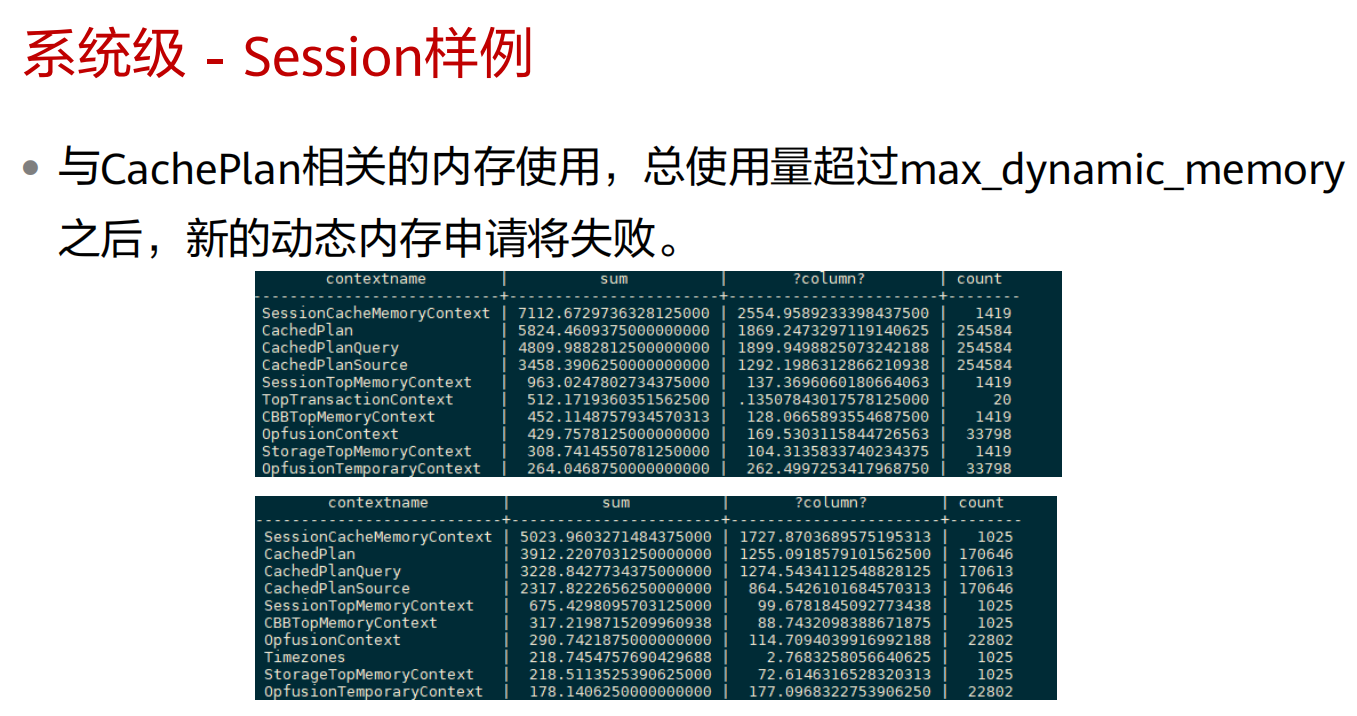 系统级 - Session样例
• 与CachePlan相关的内存使用，总使用量超过max_dynamic_memory
之后，新的动态内存申请将失败。
contextname | sum | ?column? | count
---------------------------+------------------------+------------------------+--------
SessionCacheMemoryContext | 7112.6729736328125000 | 2554.9589233398437500 | 1419
CachedPlan | 5824.4609375000000000 | 1869.2473297119140625 | 254584
CachedPlanQuery | 4809.9882812500000000 | 1899.9498825073242188 | 254584
CachedPlanSource | 3458.3906250000000000 | 1292.1986312866210938 | 254584
SessionTopMemoryContext | 963.0247802734375000 | 137.3696060180664063 | 1419
TopTransactionContext | 512.1719360351562500 | .13507843017578125000 | 20
CBBTopMemoryContext | 452.1148757934570313 | 128.0665893554687500 | 1419
OpfusionContext | 429.7578125000000000 | 169.5303115844726563 | 33798
StorageTopMemoryContext | 308.7414550781250000 | 104.3135833740234375 | 1419
OpfusionTemporaryContext | 264.0468750000000000 | 262.4997253417968750 | 33798
contextname | sum | ?column? | count
---------------------------+------------------------+------------------------+--------
SessionCacheMemoryContext | 5023.9603271484375000 | 1727.8703689575195313 | 1025
CachedPlan | 3912.2207031250000000 | 1255.0918579101562500 | 170646
CachedPlanQuery | 3228.8427734375000000 | 1274.5434112548828125 | 170613
CachedPlanSource | 2317.8222656250000000 | 864.5426101684570313 | 170646
SessionTopMemoryContext | 675.4298095703125000 | 99.6781845092773438 | 1025
CBBTopMemoryContext | 317.2198715209960938 | 88.7432098388671875 | 1025
OpfusionContext | 290.7421875000000000 | 114.7094039916992188 | 22802
Timezones | 218.7454757690429688 | 2.7683258056640625 | 1025
StorageTopMemoryContext | 218.5113525390625000 | 72.6146316528320313 | 1025
OpfusionTemporaryContext | 178.1406250000000000 | 177.0968322753906250 | 22802